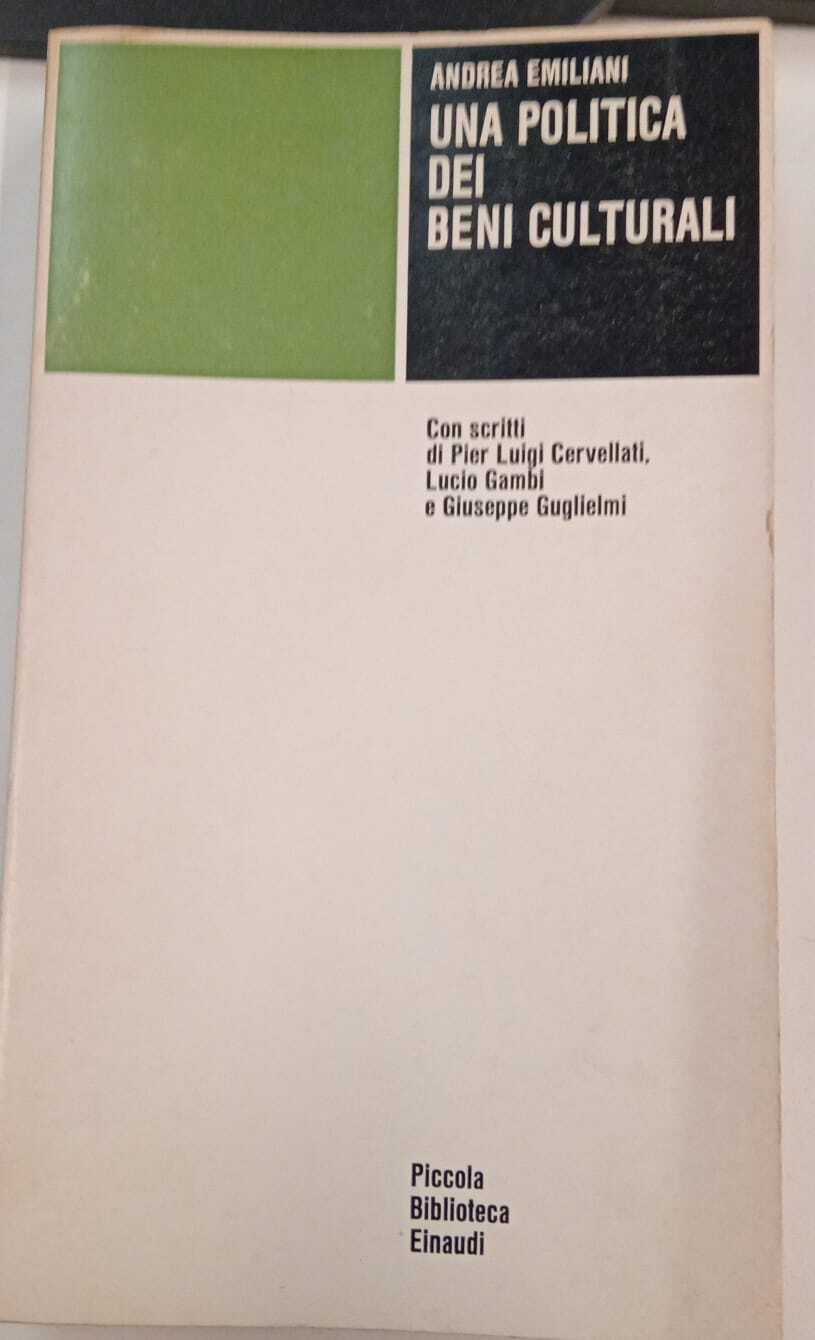 ANDREA EMILIANI
UNA POLITICA
DEI
BENI CULTURALI
Con scritti
di Pier Luigi Cervellati,
Lucio Gambi
e Giuseppe Guglielmi
Piccola
Biblioteca
Einaudi